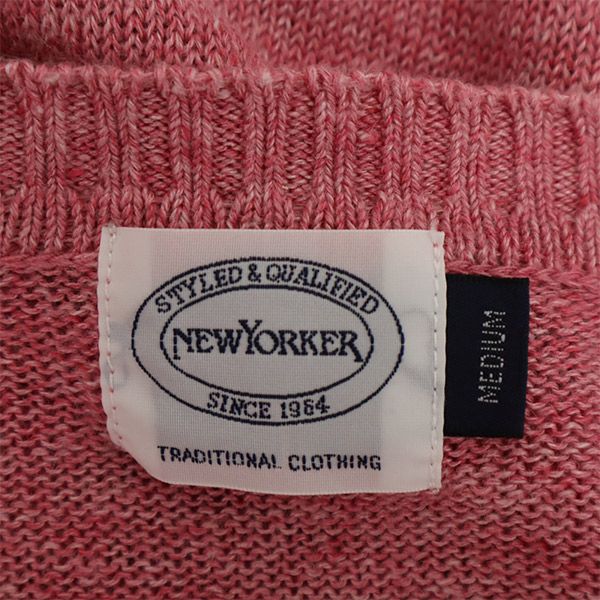 STYLED & QUALIFIED
NEWYORKER
SINCE 1964
TRADITIONAL CLOTHING
MEDIUM